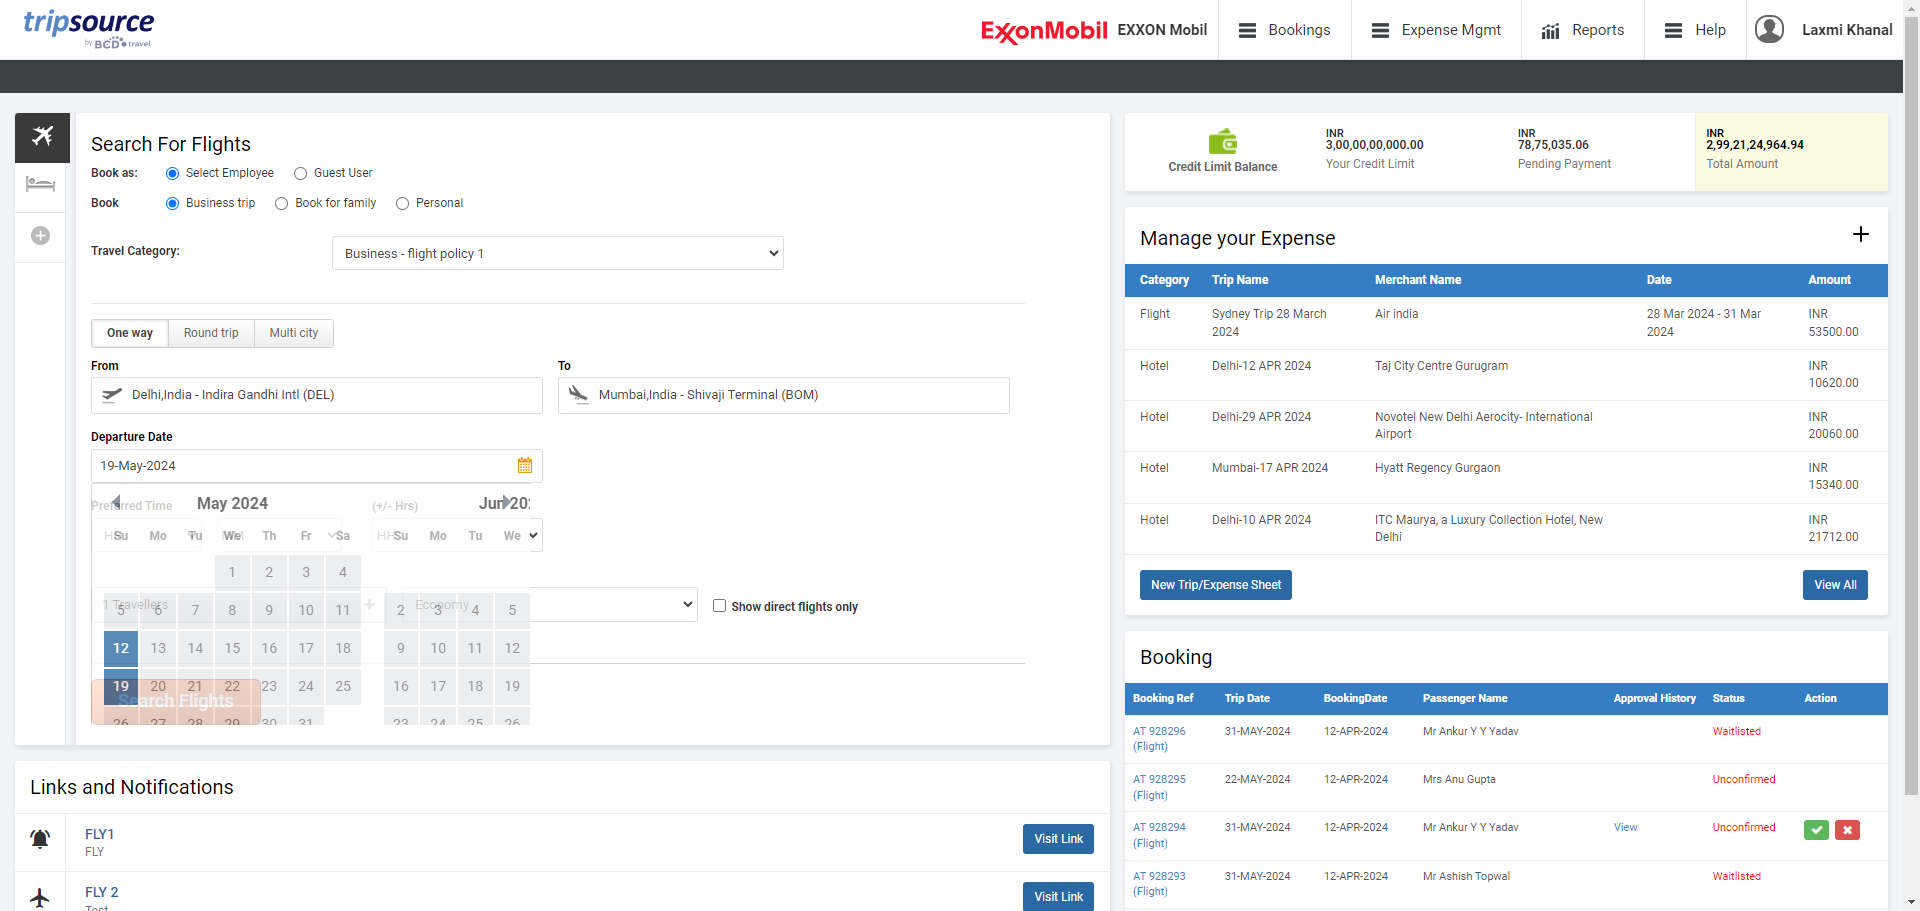 tripsource
by BCD travel
ExxonMobil EXXON Mobil
Bookings
Expense Mgmt
Reports
Help
Laxmi Khanal
Search For Flights
Book as: Select Employee Guest User
Book Business trip Book for family Personal
Travel Category: Business - flight policy 1
One way Round trip Multi city
From To
Delhi,India - Indira Gandhi Intl (DEL) Mumbai,India - Shivaji Terminal (BOM)
Departure Date
19-May-2024
Preferred Time (+/- Hrs)
May 2024
Su Mo Tu We Th Fr Sa
1 2 3 4
5 6 7 8 9 10 11
12 13 14 15 16 17 18
19 20 21 22 23 24 25
26 27 28 29 30 31
Su Mo Tu We
2 3 4 5
9 10 11 12
16 17 18 19
23 24 25 26
1 Travellers Economy Show direct flights only
Search Flights
Links and Notifications
FLY1
FLY
Visit Link
FLY 2
Test
Visit Link
Credit Limit Balance
INR
3,00,00,00,000.00
Your Credit Limit
INR
78,75,035.06
Pending Payment
INR
2,99,21,24,964.94
Total Amount
Manage your Expense
Category Trip Name Merchant Name Date Amount
Flight Sydney Trip 28 March Air india 28 Mar 2024 - 31 Mar INR
2024 2024 53500.00
Hotel Delhi-12 APR 2024 Taj City Centre Gurugram INR
10620.00
Hotel Delhi-29 APR 2024 Novotel New Delhi Aerocity- International INR
Airport 20060.00
Hotel Mumbai-17 APR 2024 Hyatt Regency Gurgaon INR
15340.00
Hotel Delhi-10 APR 2024 ITC Maurya, a Luxury Collection Hotel, New INR
Delhi 21712.00
New Trip/Expense Sheet View All
Booking
Booking Ref Trip Date BookingDate Passenger Name Approval History Status Action
AT 928296 31-MAY-2024 12-APR-2024 Mr Ankur Y Y Yadav Waitlisted
(Flight)
AT 928295 22-MAY-2024 12-APR-2024 Mrs Anu Gupta Unconfirmed
(Flight)
AT 928294 31-MAY-2024 12-APR-2024 Mr Ankur Y Y Yadav View Unconfirmed
(Flight)
AT 928293 31-MAY-2024 12-APR-2024 Mr Ashish Topwal Waitlisted
(Flight)